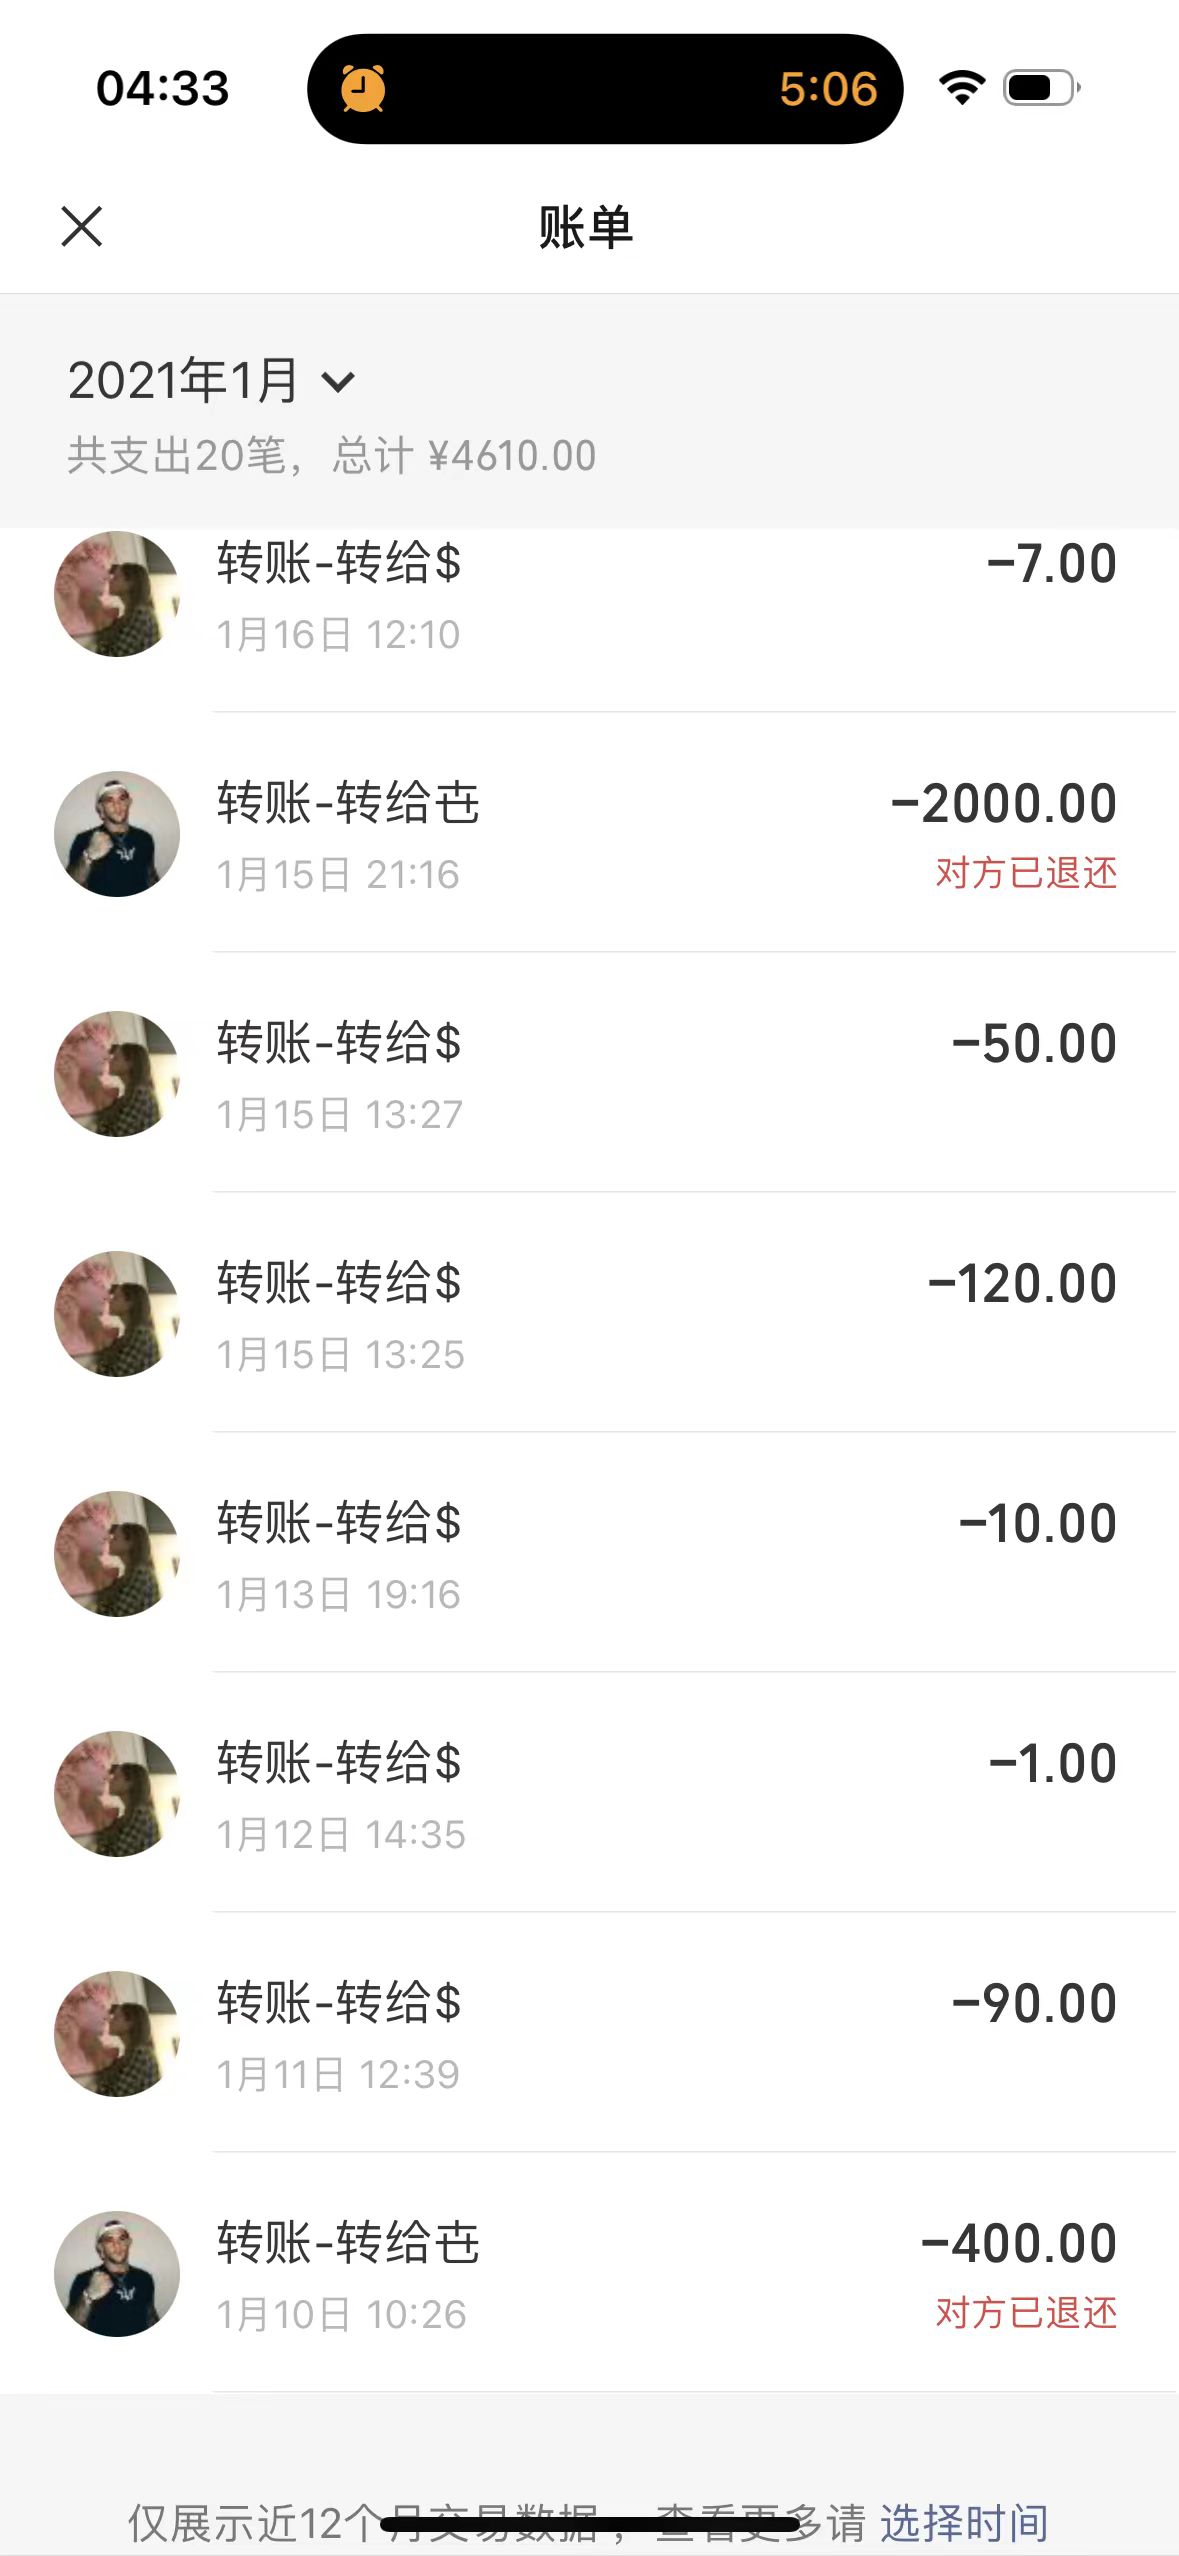 04:33
5:06
账单
2021年1月
共支出20笔，总计 ¥4610.00
转账-转给$ -7.00
1月16日 12:10
转账-转给㐂 -2000.00
1月15日 21:16 对方已退还
转账-转给$ -50.00
1月15日 13:27
转账-转给$ -120.00
1月15日 13:25
转账-转给$ -10.00
1月13日 19:16
转账-转给$ -1.00
1月12日 14:35
转账-转给$ -90.00
1月11日 12:39
转账-转给 -400.00
1月10日 10:26 对方已退还
仅展示近12个月交易数据，查看更多请 选择时间